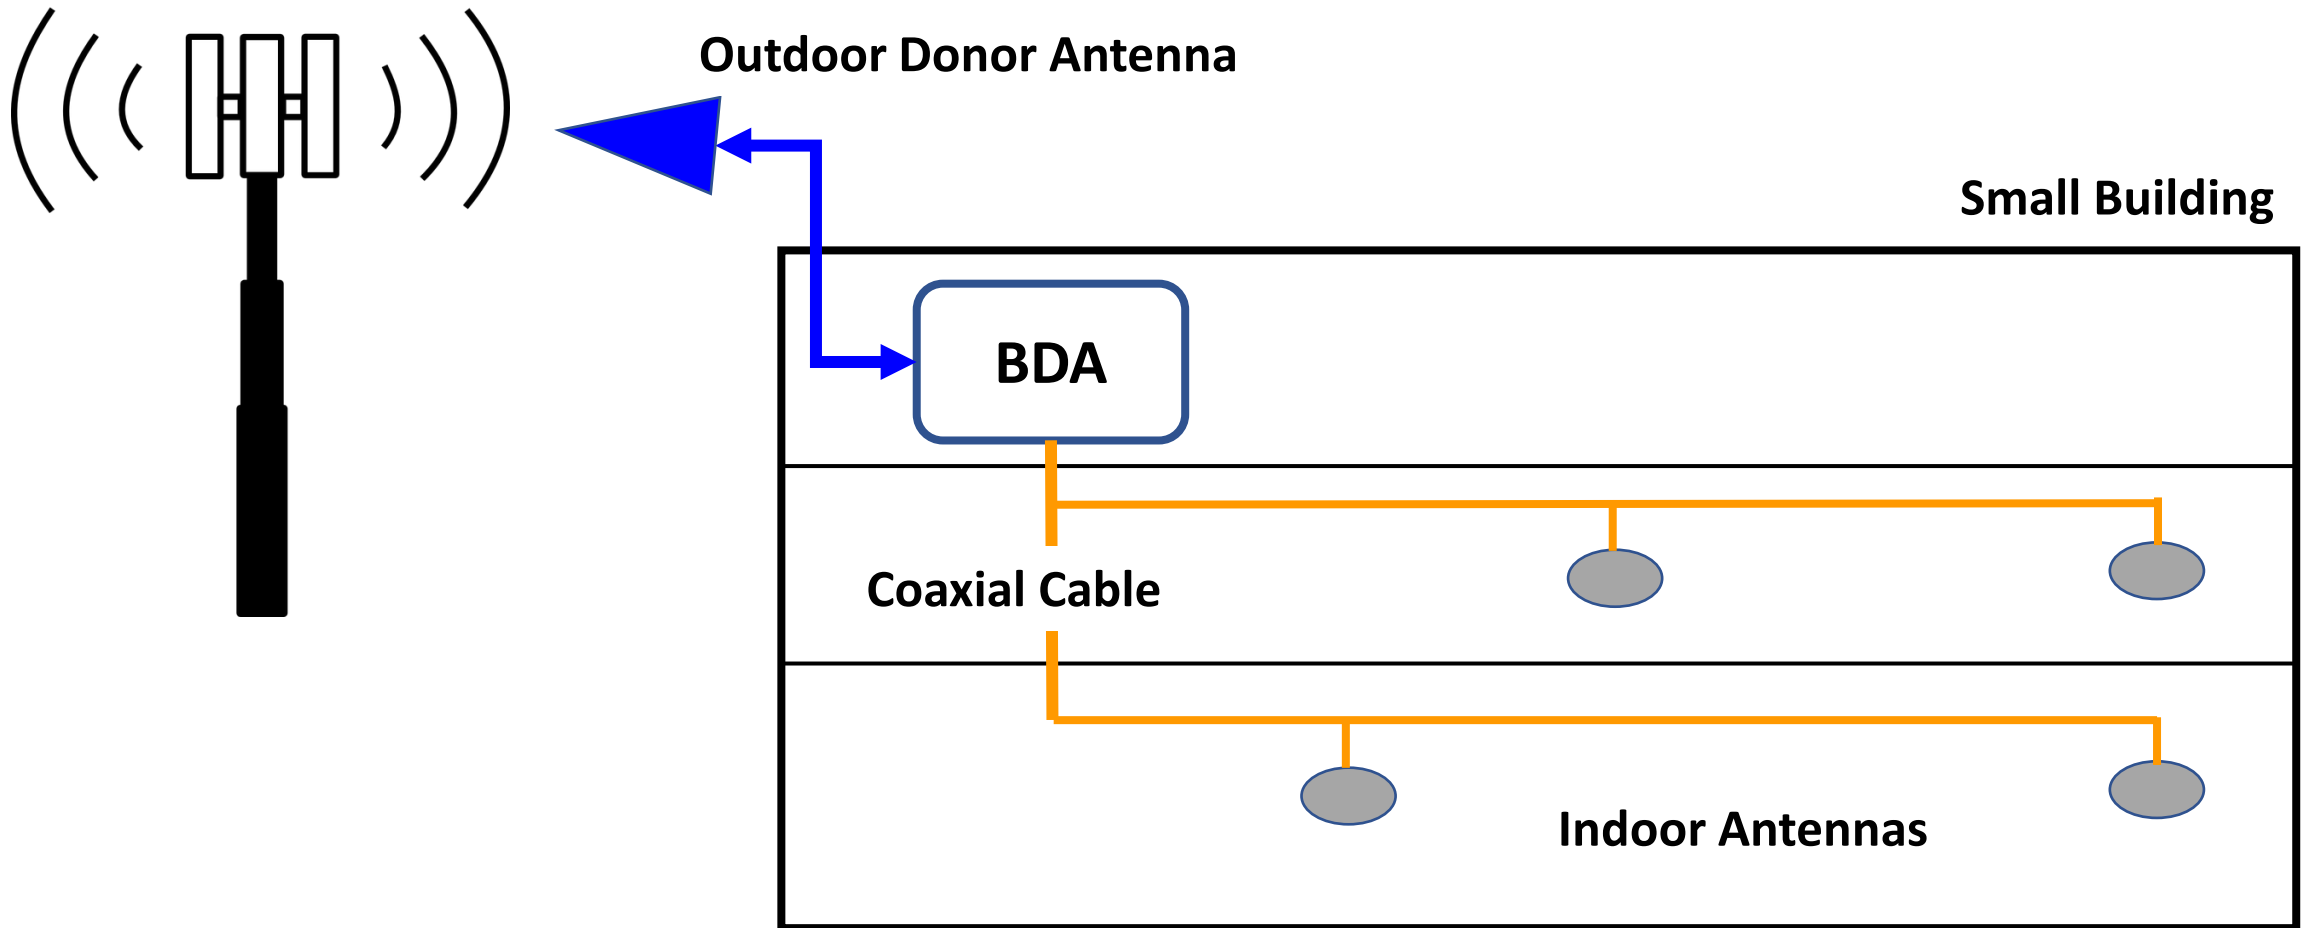 Outdoor Donor Antenna
Small Building
BDA
Coaxial Cable
Indoor Antennas